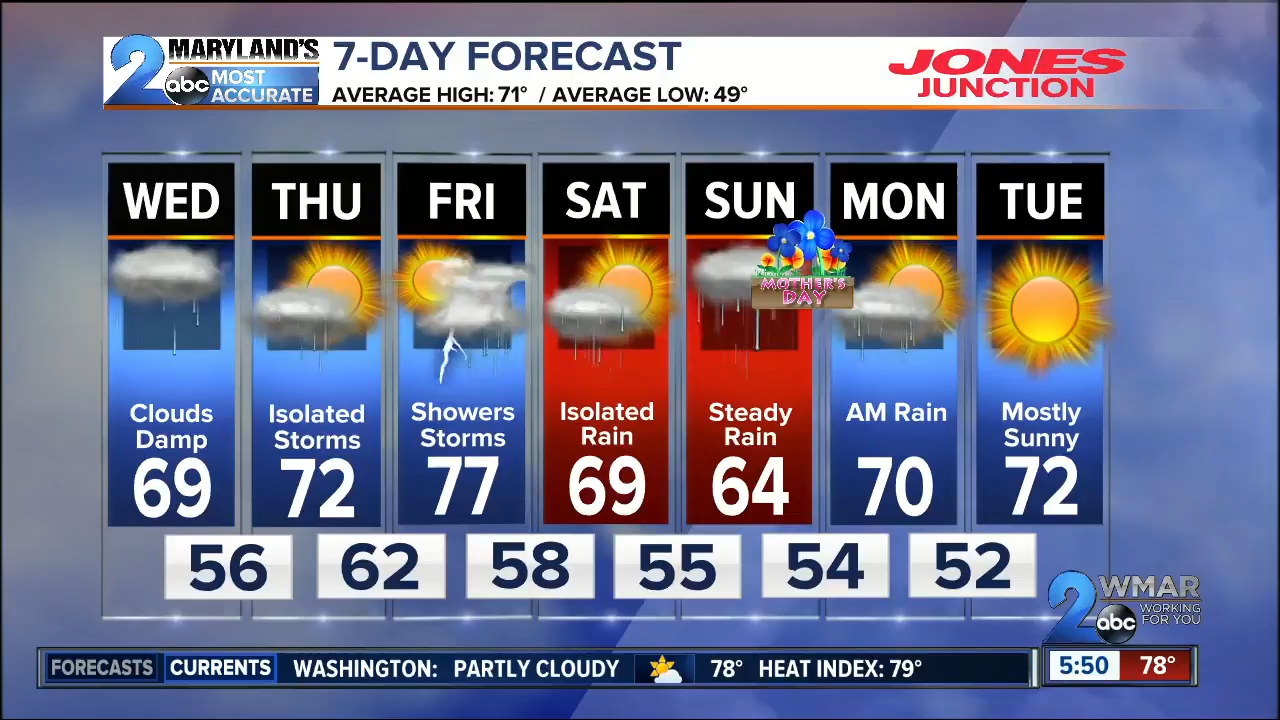 2 abc
MARYLAND'S
MOST
ACCURATE
7-DAY FORECAST
AVERAGE HIGH: 71° / AVERAGE LOW: 49°
JONES
JUNCTION
WED THU FRI SAT SUN MON TUE
MOTHER'S
DAY
Clouds
Damp
69
Isolated
Storms
72
Showers
Storms
77
Isolated
Rain
69
Steady
Rain
64
AM Rain
70
Mostly
Sunny
72
56 62 58 55 54 52
2 abc
WMAR
WORKING
FOR YOU
FORECASTS CURRENTS WASHINGTON: PARTLY CLOUDY 78° HEAT INDEX: 79°
5:50 78°